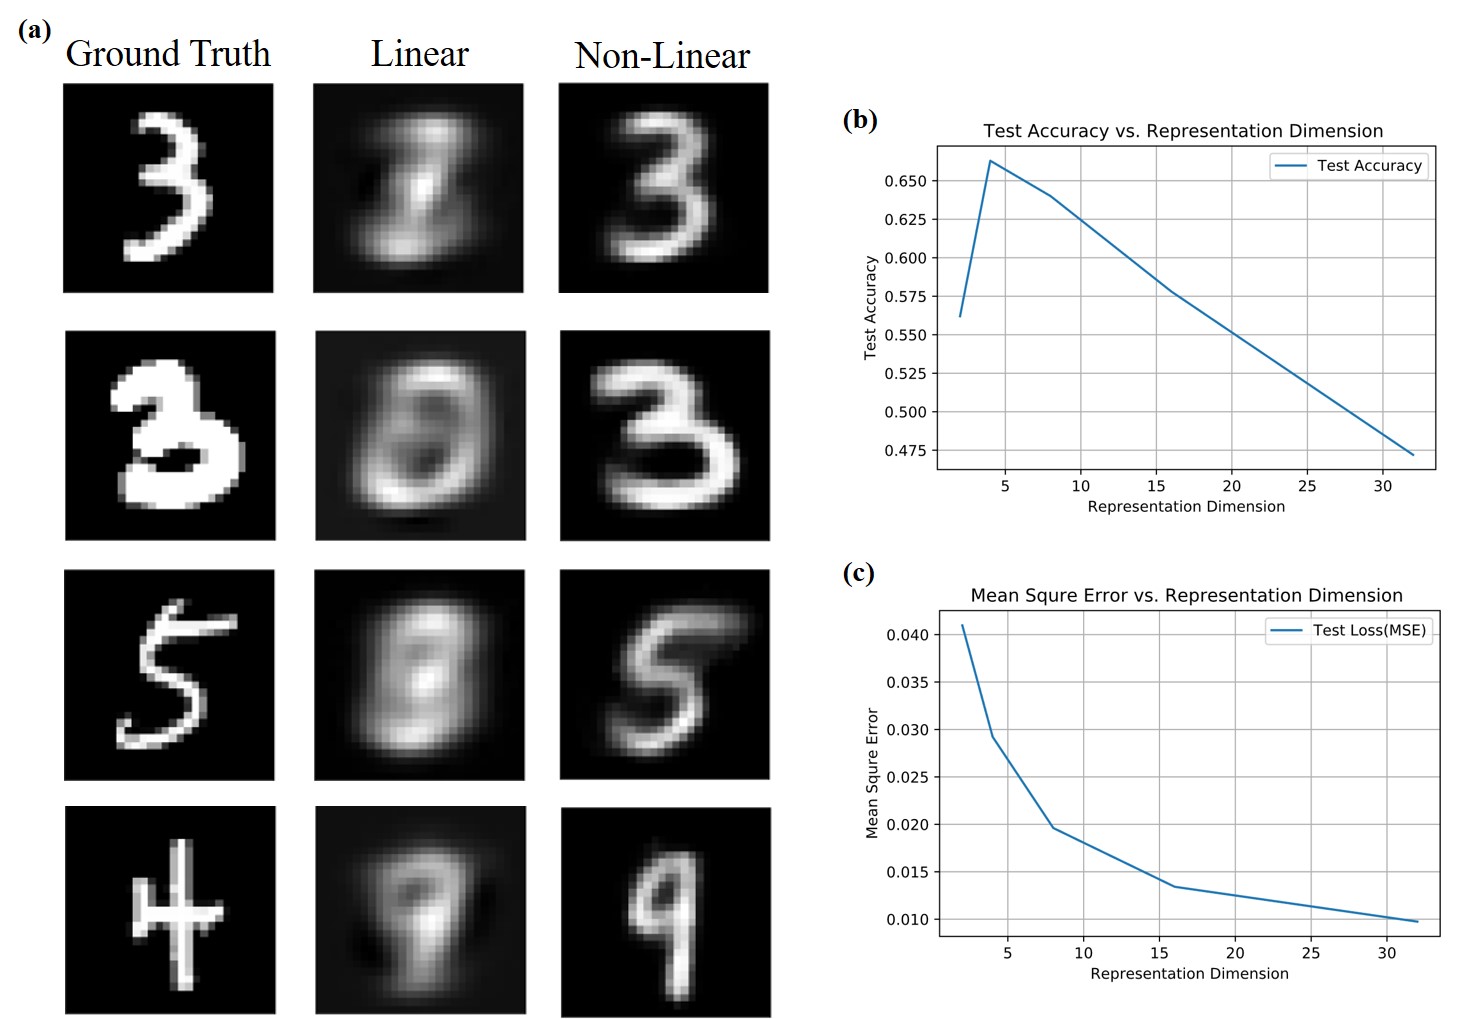 (a)
Ground Truth Linear Non-Linear
(b)
Test Accuracy vs. Representation Dimension
Test Accuracy
0.650
0.625
0.600
0.575
0.550
0.525
0.500
0.475
Test Accuracy
5 10 15 20 25 30
Representation Dimension
(c)
Mean Squre Error vs. Representation Dimension
Test Loss(MSE)
0.040
0.035
0.030
0.025
0.020
0.015
0.010
Mean Squre Error
5 10 15 20 25 30
Representation Dimension